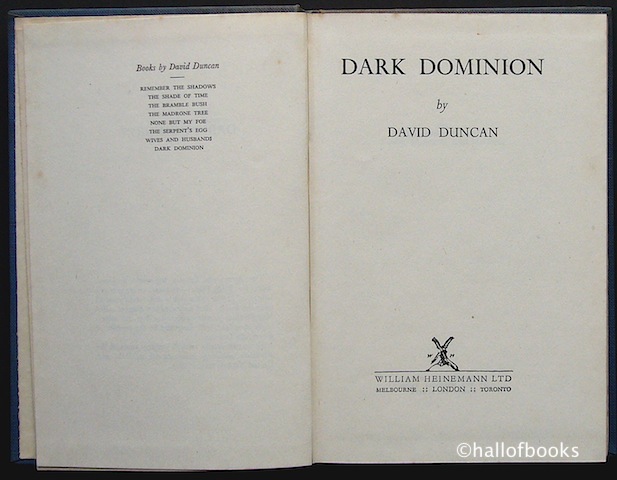 Books by David Duncan
REMEMBER THE SHADOWS
THE SHADE OF TIME
THE BRAMBLE BUSH
THE MADRONE TREE
NONE BUT MY FOE
THE SERPENT'S EGG
WIVES AND HUSBANDS
DARK DOMINION
DARK DOMINION
by
DAVID DUNCAN
W H
WILLIAM HEINEMANN LTD
MELBOURNE :: LONDON :: TORONTO
©hallofbooks